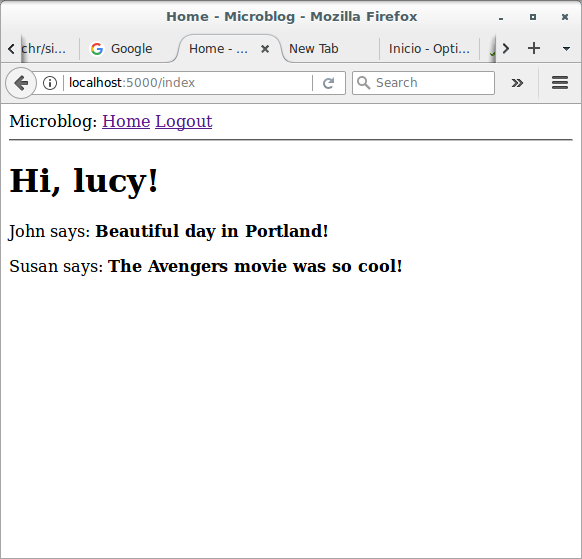 Home - Microblog - Mozilla Firefox
chr/si... Google Home - ... New Tab Inicio - Opti...
localhost:5000/index Search
Microblog: Home Logout
Hi, lucy!
John says: Beautiful day in Portland!
Susan says: The Avengers movie was so cool!